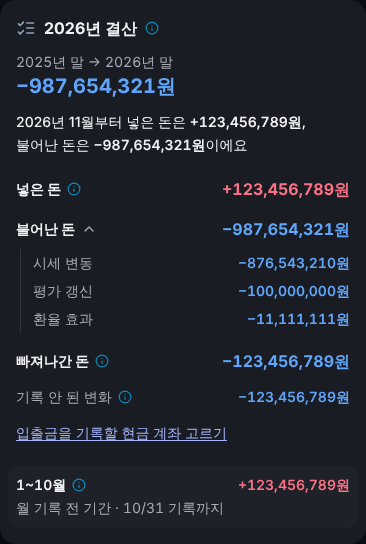 2026년 결산
2025년 말 → 2026년 말
−987,654,321원
2026년 11월부터 넣은 돈은 +123,456,789원,
불어난 돈은 −987,654,321원이에요
넣은 돈 +123,456,789원
불어난 돈 −987,654,321원
시세 변동 −876,543,210원
평가 갱신 −100,000,000원
환율 효과 −11,111,111원
빠져나간 돈 −123,456,789원
기록 안 된 변화 −123,456,789원
입출금을 기록할 현금 계좌 고르기
1~10월 +123,456,789원
월 기록 전 기간 · 10/31 기록까지